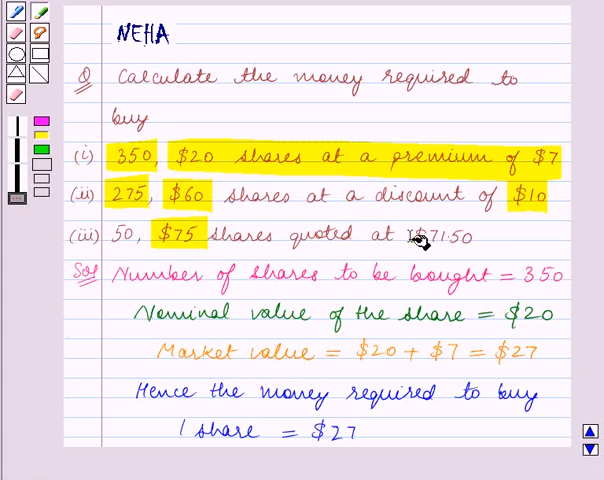 NEHA
Q Calculate the money required to
buy
(i) 350, $20 shares at a premium of $7
(ii) 275, $60 shares at a discount of $10
(iii) 50, $75 shares quoted at $71.50
Sol Number of shares to be bought = 350
Nominal value of the share = $20
Market value = $20 + $7 = $27
Hence the money required to buy
1 share = $27